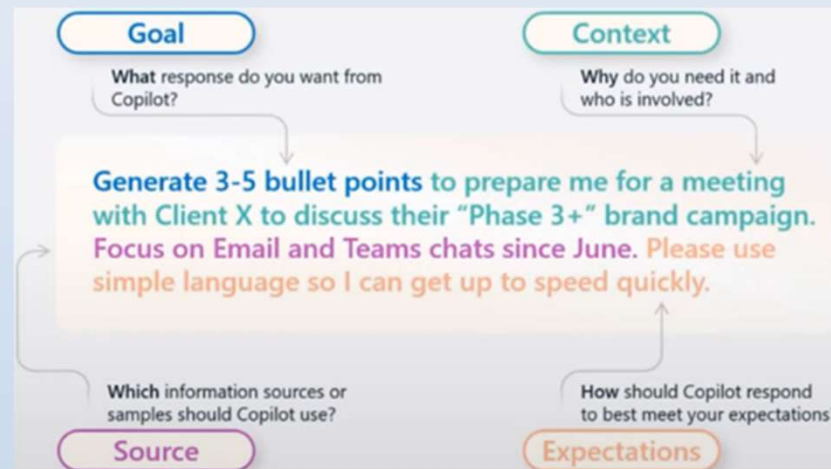 Goal
What response do you want from
Copilot?
Context
Why do you need it and
who is involved?
Generate 3-5 bullet points to prepare me for a meeting
with Client X to discuss their “Phase 3+” brand campaign.
Focus on Email and Teams chats since June. Please use
simple language so I can get up to speed quickly.
Which information sources or
samples should Copilot use?
Source
How should Copilot respond
to best meet your expectations
Expectations